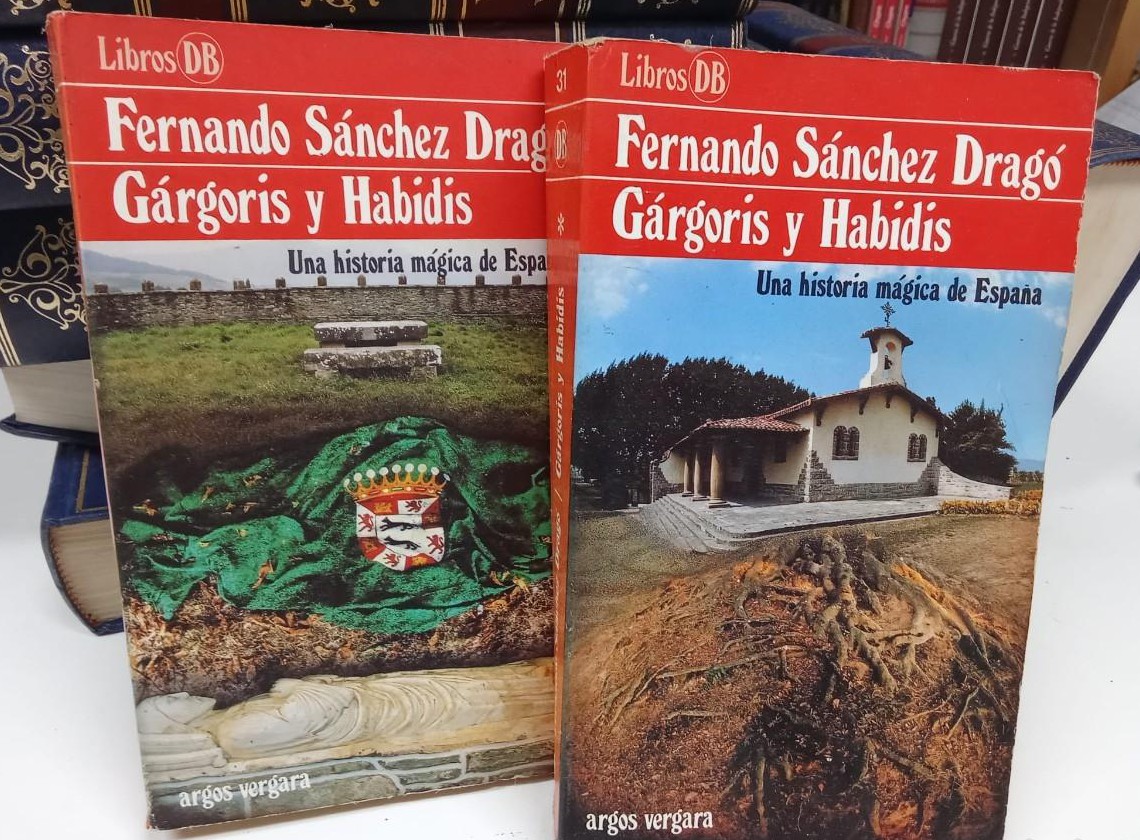 Libros DB
Fernando Sánchez Drag
Gárgoris y Habidis
Una historia mágica de Espa
argos vergara
31
DB
*
/ Gárgoris y Habidis
Libros DB
Fernando Sánchez Dragó
Gárgoris y Habidis
Una historia mágica de España
argos vergara